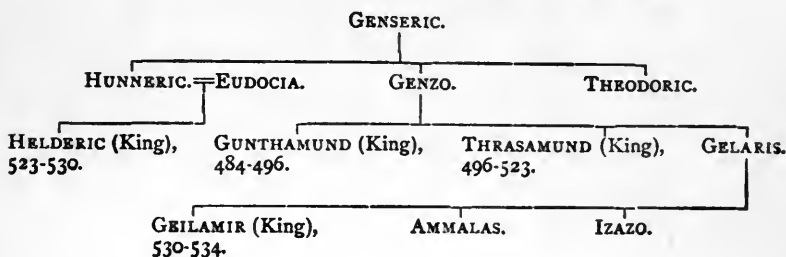 GENSERIC.
HUNNERIC.=EUDOCIA. GENZO. THEODORIC.
HELDERIC (King), GUNTHAMUND (King), THRASAMUND (King), GELARIS.
523-530. 484-496. 496-523.
GEILAMIR (King), AMMALAS. IZAZO.
530-534.